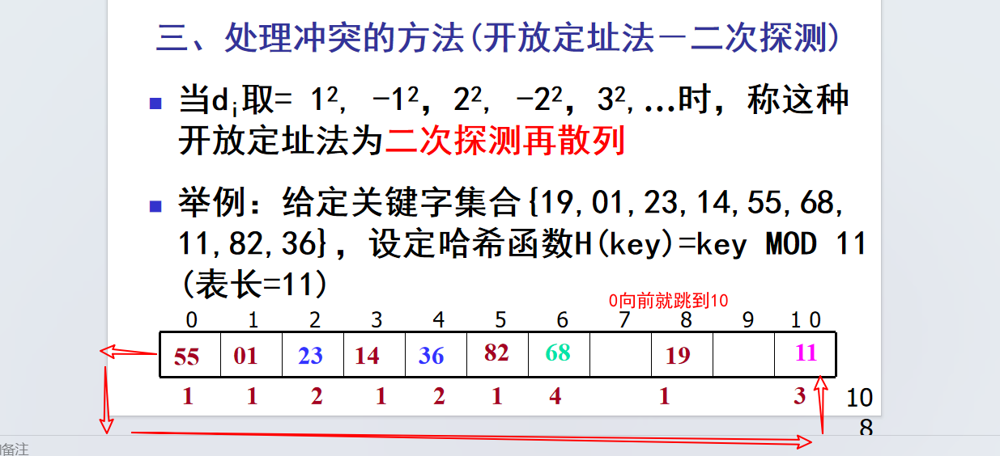 三、处理冲突的方法(开放定址法－二次探测)
当di取= 1², -1², 2², -2², 3²,…时，称这种
开放定址法为二次探测再散列
举例：给定关键字集合{19,01,23,14,55,68,
11,82,36}，设定哈希函数H(key)=key MOD 11
(表长=11)
0向前就跳到10
0 1 2 3 4 5 6 7 8 9 10
55 01 23 14 36 82 68 19 11
1 1 2 1 2 1 4 1 3 10
8
备注